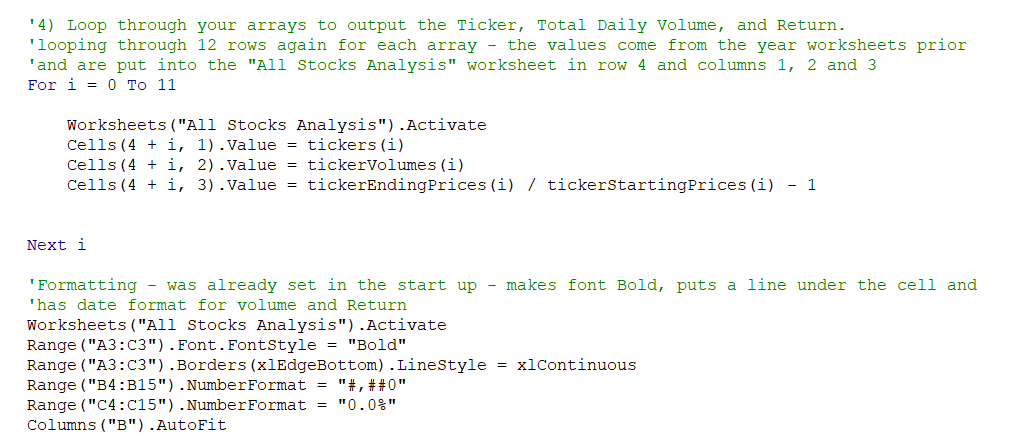 '4) Loop through your arrays to output the Ticker, Total Daily Volume, and Return.
'looping through 12 rows again for each array - the values come from the year worksheets prior
'and are put into the "All Stocks Analysis" worksheet in row 4 and columns 1, 2 and 3
For i = 0 To 11
Worksheets("All Stocks Analysis").Activate
Cells(4 + i, 1).Value = tickers(i)
Cells(4 + i, 2).Value = tickerVolumes(i)
Cells(4 + i, 3).Value = tickerEndingPrices(i) / tickerStartingPrices(i) - 1
Next i
'Formatting - was already set in the start up - makes font Bold, puts a line under the cell and
'has date format for volume and Return
Worksheets("All Stocks Analysis").Activate
Range("A3:C3").Font.FontStyle = "Bold"
Range("A3:C3").Borders(xlEdgeBottom).LineStyle = xlContinuous
Range("B4:B15").NumberFormat = "#,##0"
Range("C4:C15").NumberFormat = "0.0%"
Columns("B").AutoFit